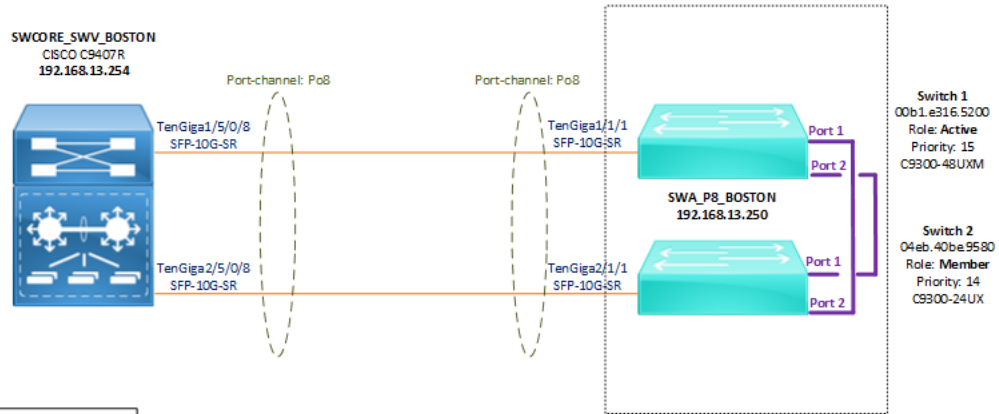 SWCORE_SWV_BOSTON
CISCO C9407R
192.168.13.254
Port-channel: Po8
Port-channel: Po8
TenGiga1/5/0/8
SFP-10G-SR
TenGiga1/1/1
SFP-10G-SR
Port 1
Port 2
Switch 1
00b1.e316.5200
Role: Active
Priority: 15
C9300-48UXM
SWA_P8_BOSTON
192.168.13.250
TenGiga2/5/0/8
SFP-10G-SR
TenGiga2/1/1
SFP-10G-SR
Port 1
Port 2
Switch 2
04eb.40be.9580
Role: Member
Priority: 14
C9300-24UX